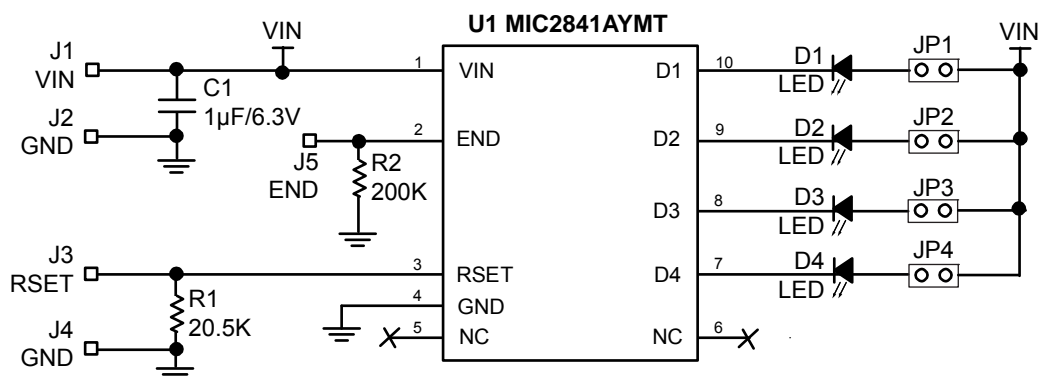 U1 MIC2841AYMT
J1
VIN
J2
GND
VIN
C1
1µF/6.3V
J5
END
R2
200K
J3
RSET
J4
GND
R1
20.5K
1
VIN
2
END
3
RSET
4
GND
5
NC
D1
10
D2
9
D3
8
D4
7
NC
6
D1
LED
JP1
D2
LED
JP2
D3
LED
JP3
D4
LED
JP4
VIN